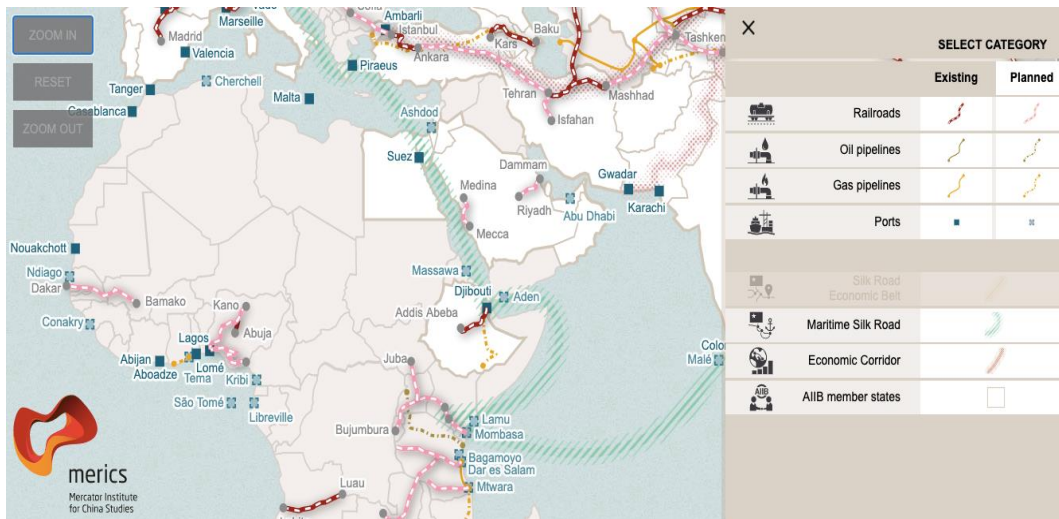 ZOOM IN
RESET
ZOOM OUT
Madrid
Valencia
Marseille
Tanger
Casablanca
Cherchell
Malta
Piraeus
Ambarli
Istanbul
Ankara
Kars
Baku
Tehran
Mashhad
Isfahan
Ashdod
Suez
Medina
Mecca
Dammam
Riyadh
Abu Dhabi
Gwadar
Karachi
Nouakchott
Ndiago
Dakar
Bamako
Conakry
Kano
Abuja
Lagos
Abijan
Lomé
Aboadze
Tema
Kribi
São Tomé
Libreville
Massawa
Djibouti
Aden
Addis Abeba
Juba
Bujumbura
Lamu
Mombasa
Bagamoyo
Dar es Salam
Mtwara
Luau
Malé
merics
Mercator Institute
for China Studies
SELECT CATEGORY
Existing
Planned
Railroads
Oil pipelines
Gas pipelines
Ports
Silk Road
Economic Belt
Maritime Silk Road
Economic Corridor
AIIB
AIIB member states